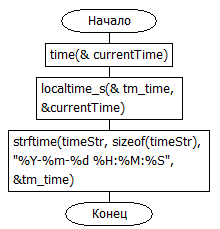 Начало
time(& currentTime)
localtime_s(& tm_time,
&currentTime)
strftime(timeStr, sizeof(timeStr),
"%Y-%m-%d %H:%M:%S",
&tm_time)
Конец